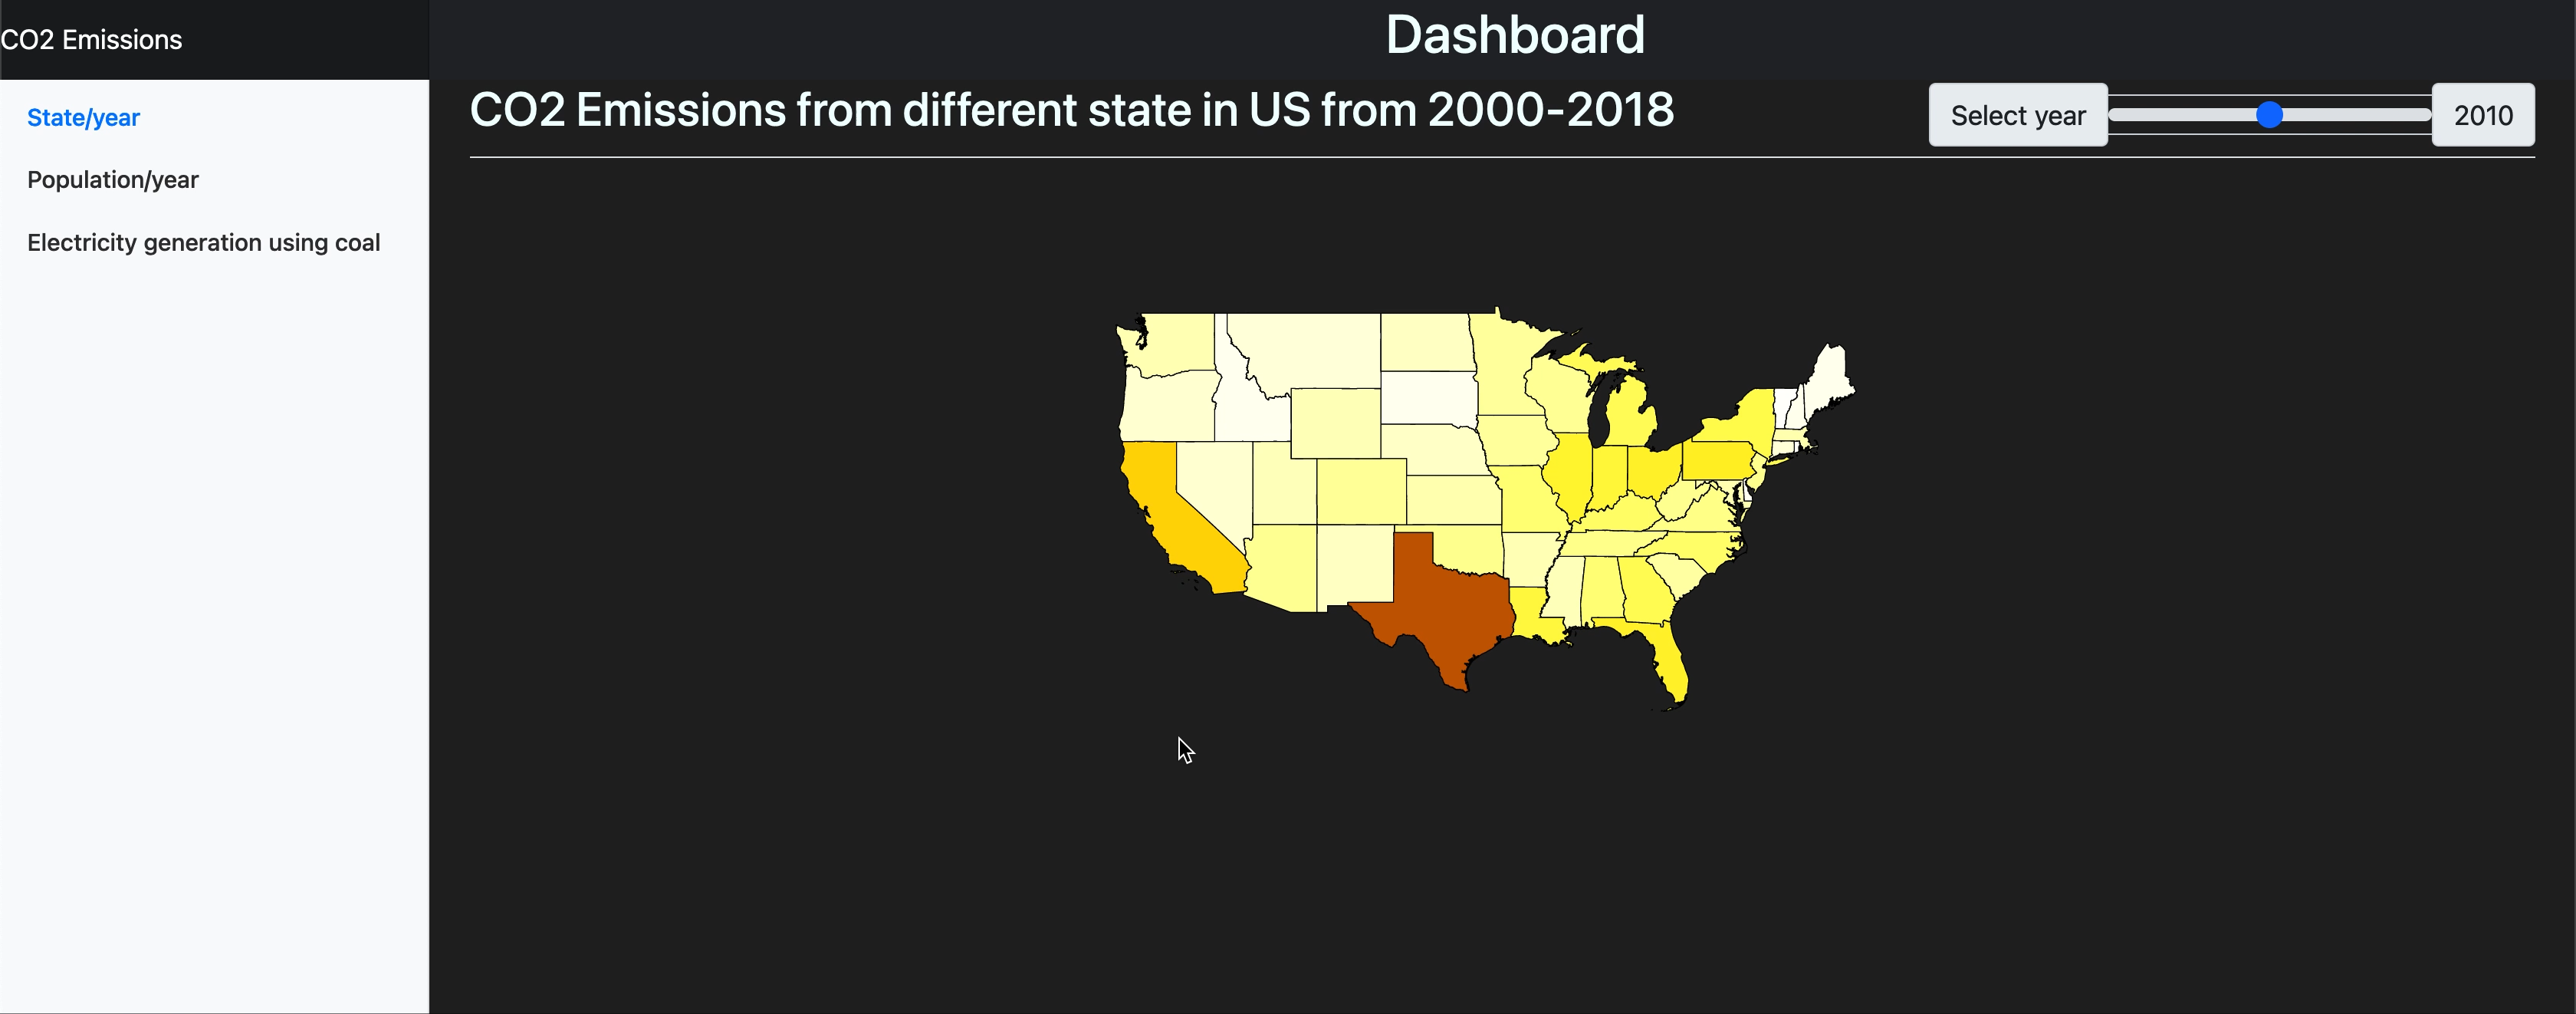 CO2 Emissions
Dashboard
State/year
Population/year
Electricity generation using coal
CO2 Emissions from different state in US from 2000-2018
Select year
2010